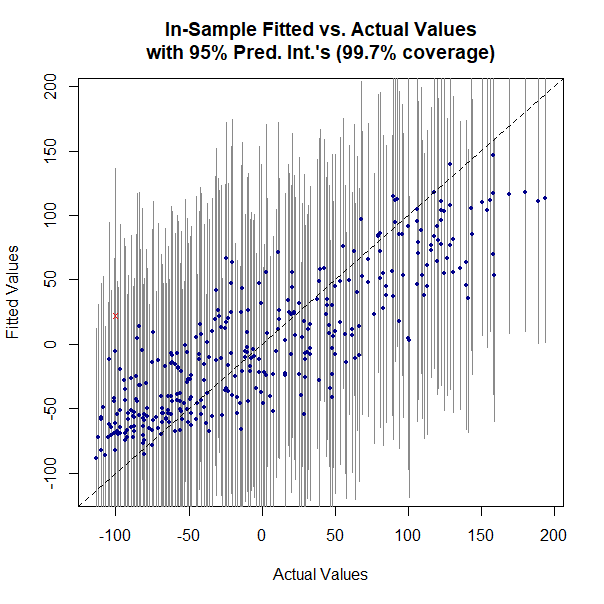 In-Sample Fitted vs. Actual Values
with 95% Pred. Int.'s (99.7% coverage)
200
150
100
50
0
-50
-100
Fitted Values
-100 -50 0 50 100 150 200
Actual Values